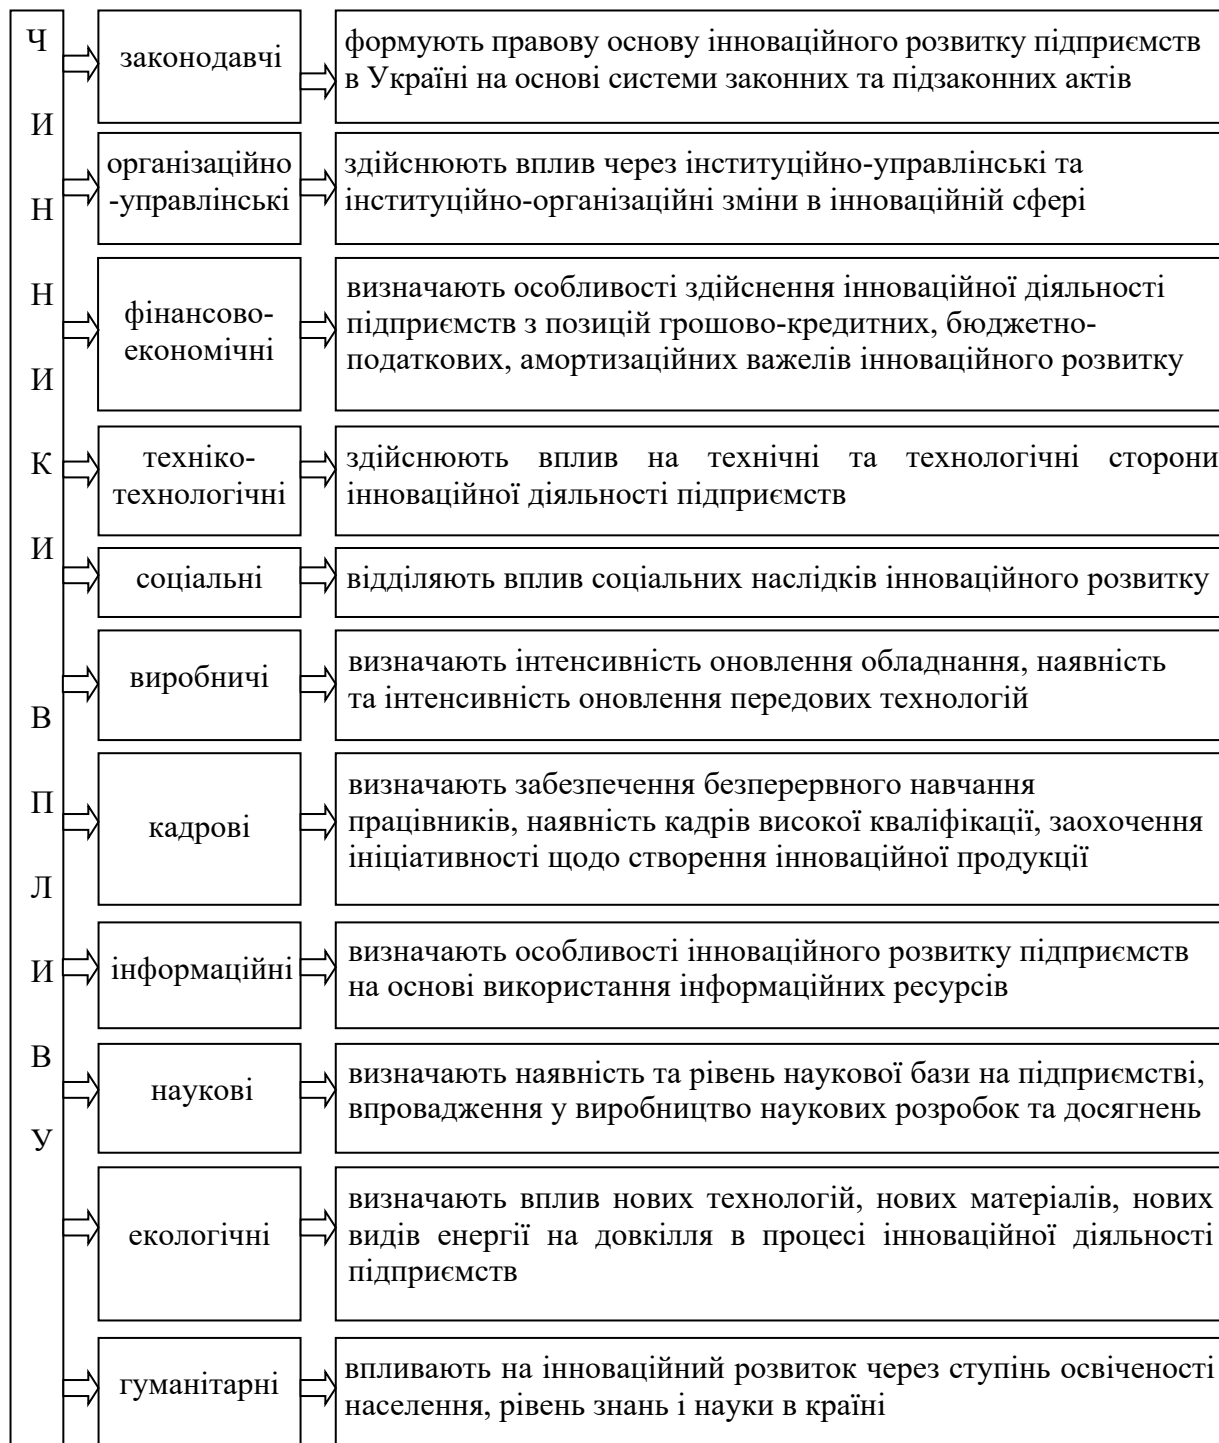 ЧИННИКИ ВПЛИВУ
законодавчі
формують правову основу інноваційного розвитку підприємств
в Україні на основі системи законних та підзаконних актів
організаційно
-управлінські
здійснюють вплив через інституційно-управлінські та
інституційно-організаційні зміни в інноваційній сфері
фінансово-
економічні
визначають особливості здійснення інноваційної діяльності
підприємств з позицій грошово-кредитних, бюджетно-
податкових, амортизаційних важелів інноваційного розвитку
техніко-
технологічні
здійснюють вплив на технічні та технологічні сторони
інноваційної діяльності підприємств
соціальні
відділяють вплив соціальних наслідків інноваційного розвитку
виробничі
визначають інтенсивність оновлення обладнання, наявність
та інтенсивність оновлення передових технологій
кадрові
визначають забезпечення безперервного навчання
працівників, наявність кадрів високої кваліфікації, заохочення
ініціативності щодо створення інноваційної продукції
інформаційні
визначають особливості інноваційного розвитку підприємств
на основі використання інформаційних ресурсів
наукові
визначають наявність та рівень наукової бази на підприємстві,
впровадження у виробництво наукових розробок та досягнень
екологічні
визначають вплив нових технологій, нових матеріалів, нових
видів енергії на довкілля в процесі інноваційної діяльності
підприємств
гуманітарні
впливають на інноваційний розвиток через ступінь освіченості
населення, рівень знань і науки в країні